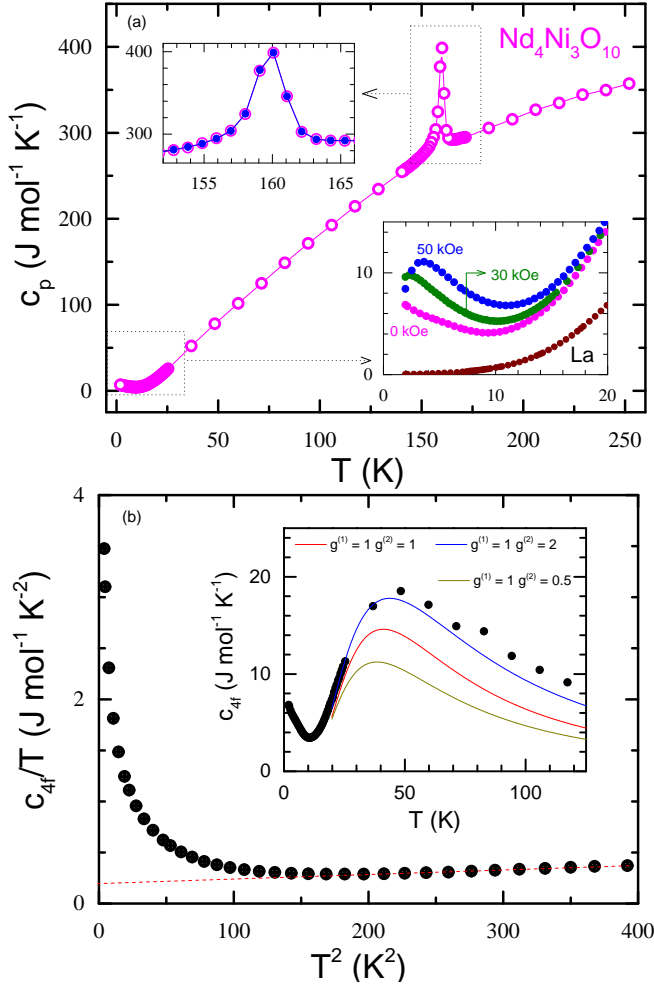 (a)
Nd₄Ni₃O₁₀
400
300
155 160 165
400
300
200
100
0
cₚ (J mol⁻¹ K⁻¹)
50 kOe
30 kOe
0 kOe
La
10
0
0 10 20
0 50 100 150 200 250
T (K)
(b)
4
2
0
c₄f/T (J mol⁻¹ K⁻²)
g⁽¹⁾ = 1 g⁽²⁾ = 1
g⁽¹⁾ = 1 g⁽²⁾ = 2
g⁽¹⁾ = 1 g⁽²⁾ = 0.5
20
10
0
c₄f (J mol⁻¹ K⁻¹)
0 50 100
T (K)
0 100 200 300 400
T² (K²)